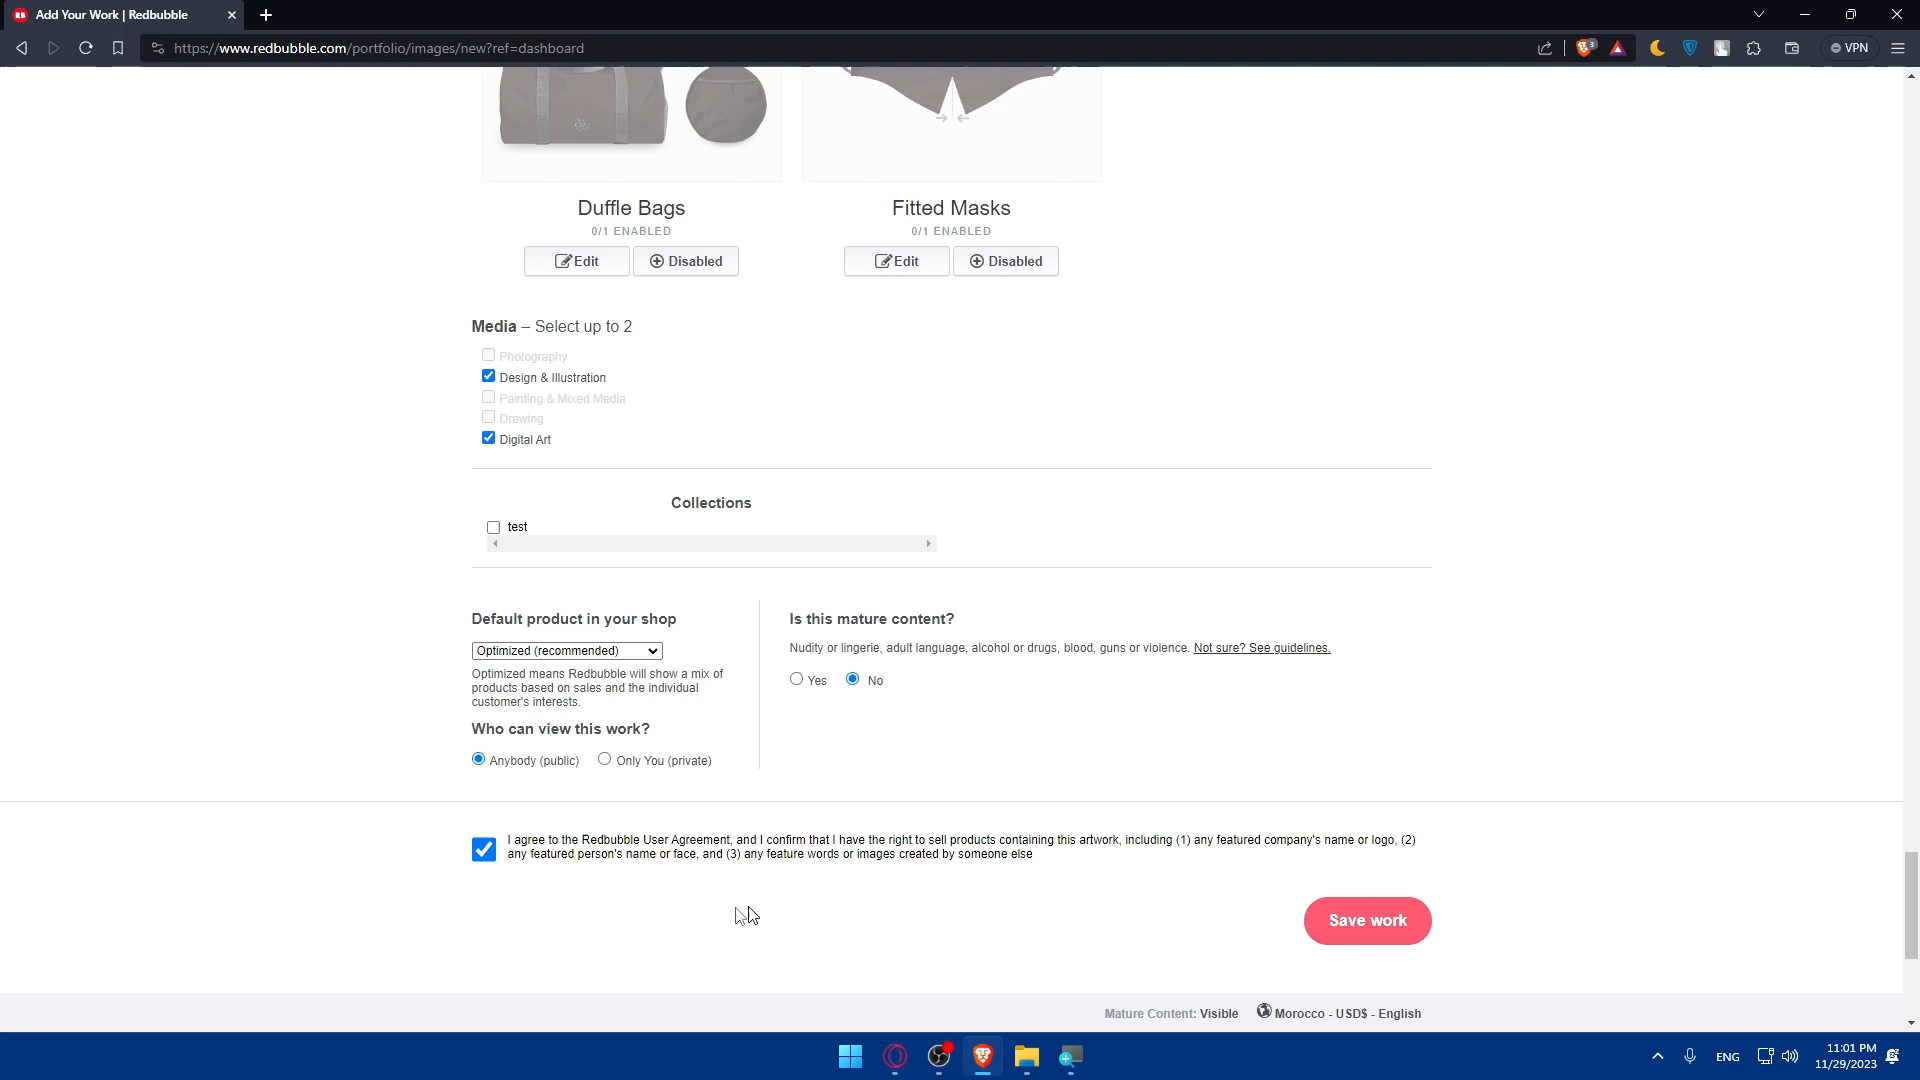 Add Your Work | Redbubble
https://www.redbubble.com/portfolio/images/new?ref=dashboard
3
VPN
Duffle Bags
Fitted Masks
0/1 ENABLED
0/1 ENABLED
Edit
Disabled
Edit
Disabled
Media – Select up to 2
Photography
Design & Illustration
Painting & Mixed Media
Drawing
Digital Art
Collections
test
Default product in your shop
Optimized (recommended)
Optimized means Redbubble will show a mix of
products based on sales and the individual
customer's interests.
Who can view this work?
Anybody (public)
Only You (private)
Is this mature content?
Nudity or lingerie, adult language, alcohol or drugs, blood, guns or violence. Not sure? See guidelines.
Yes
No
I agree to the Redbubble User Agreement, and I confirm that I have the right to sell products containing this artwork, including (1) any featured company's name or logo, (2)
any featured person's name or face, and (3) any feature words or images created by someone else
Save work
Mature Content: Visible
Morocco - USD$ - English
ENG
11:01 PM
11/29/2023